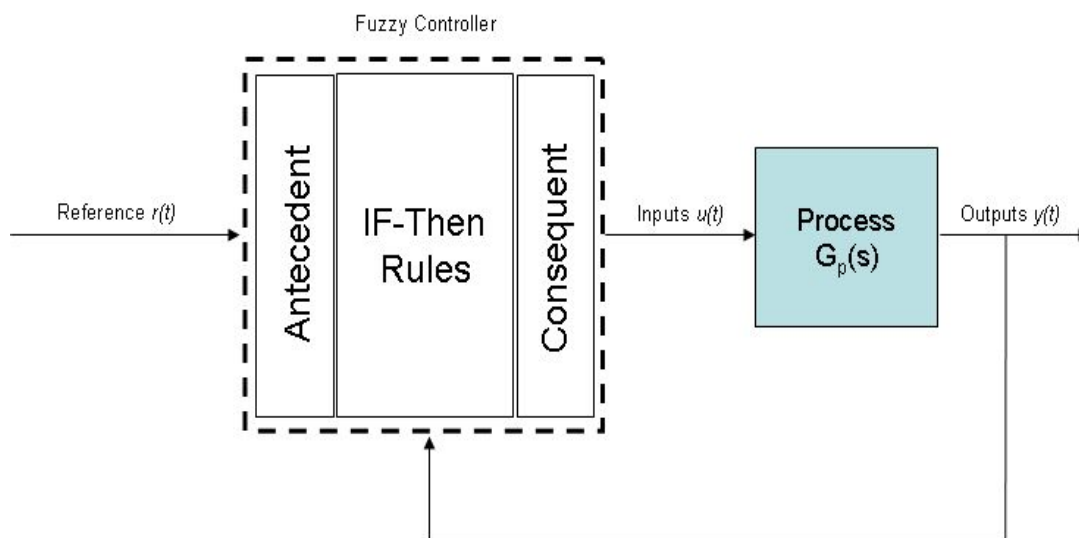 Fuzzy Controller
Reference r(t)
Antecedent
IF-Then
Rules
Consequent
Inputs u(t)
Process
Gp(s)
Outputs y(t)